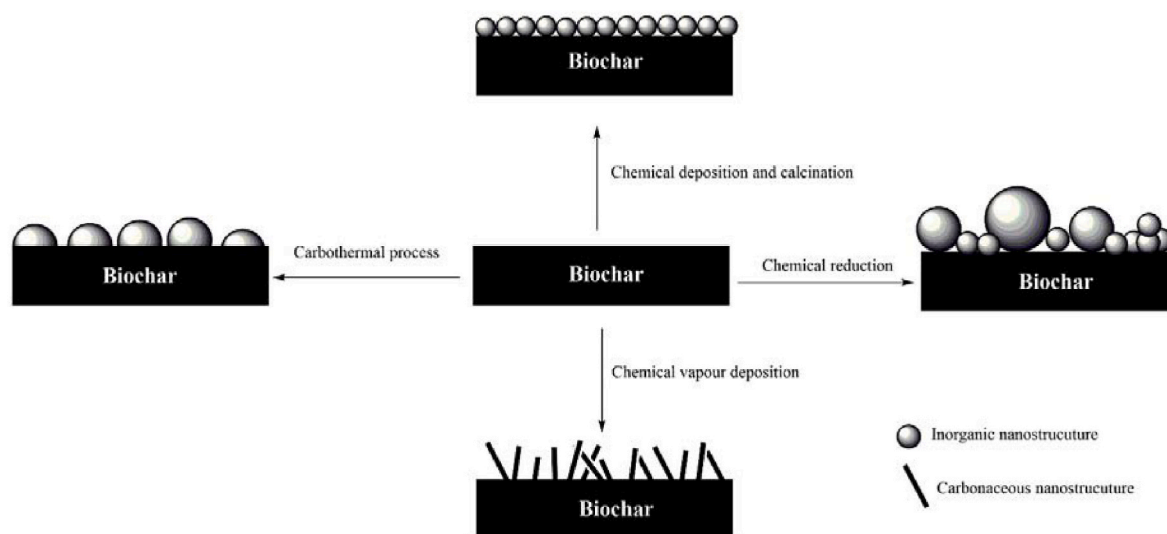 Biochar
Chemical deposition and calcination
Biochar
Carbothermal process
Biochar
Chemical reduction
Biochar
Chemical vapour deposition
Biochar
Inorganic nanostrucuture
Carbonaceous nanostrucuture